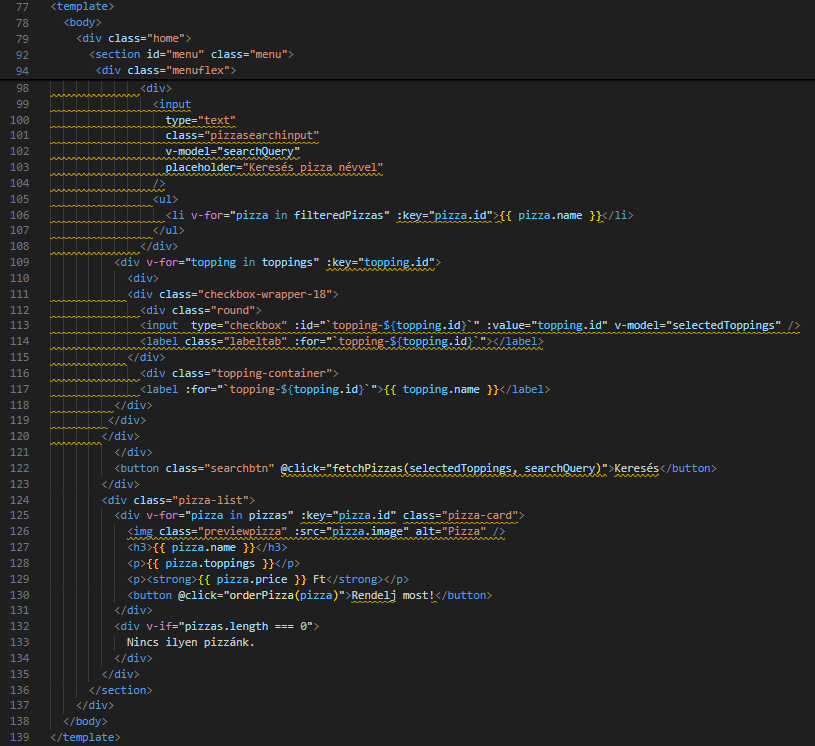 77 <template>
78 <body>
79 <div class="home">
92 <section id="menu" class="menu">
94 <div class="menuflex">
98 <div>
99 <input
100 type="text"
101 class="pizzasearchinput"
102 v-model="searchQuery"
103 placeholder="Keresés pizza névvel"
104 />
105 <ul>
106 <li v-for="pizza in filteredPizzas" :key="pizza.id">{{ pizza.name }}</li>
107 </ul>
108 </div>
109 <div v-for="topping in toppings" :key="topping.id">
110 <div>
111 <div class="checkbox-wrapper-18">
112 <div class="round">
113 <input  type="checkbox" :id="`topping-${topping.id}`" :value="topping.id" v-model="selectedToppings" />
114 <label class="labeltab" :for="`topping-${topping.id}`"></label>
115 </div>
116 <div class="topping-container">
117 <label :for="`topping-${topping.id}`">{{ topping.name }}</label>
118 </div>
119 </div>
120 </div>
121 </div>
122 <button class="searchbtn" @click="fetchPizzas(selectedToppings, searchQuery)">Keresés</button>
123 </div>
124 <div class="pizza-list">
125 <div v-for="pizza in pizzas" :key="pizza.id" class="pizza-card">
126 <img class="previewpizza" :src="pizza.image" alt="Pizza" />
127 <h3>{{ pizza.name }}</h3>
128 <p>{{ pizza.toppings }}</p>
129 <p><strong>{{ pizza.price }} Ft</strong></p>
130 <button @click="orderPizza(pizza)">Rendelj most!</button>
131 </div>
132 <div v-if="pizzas.length === 0">
133 Nincs ilyen pizzánk.
134 </div>
135 </div>
136 </section>
137 </div>
138 </body>
139 </template>